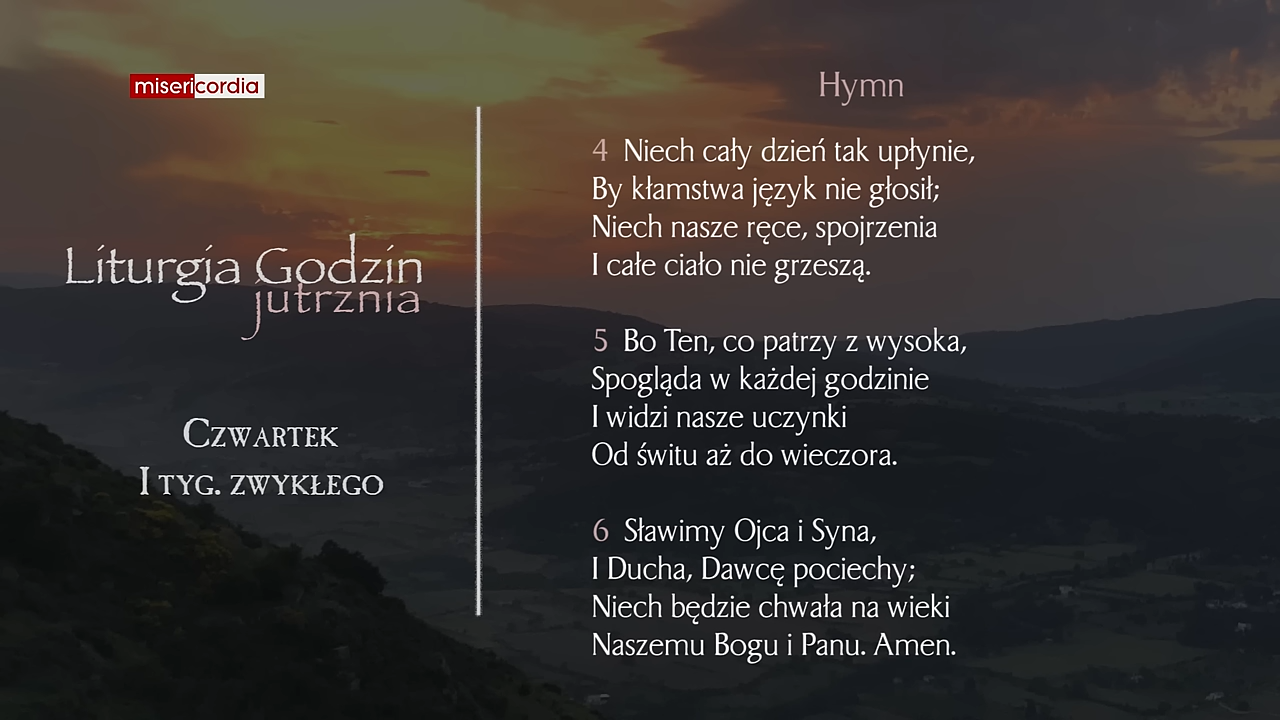 misericordia
Liturgia Godzin
jutrznia
Czwartek
I tyg. zwykłego
Hymn
4 Niech cały dzień tak upłynie,
By kłamstwa język nie głosił;
Niech nasze ręce, spojrzenia
I całe ciało nie grzeszą.
5 Bo Ten, co patrzy z wysoka,
Spogląda w każdej godzinie
I widzi nasze uczynki
Od świtu aż do wieczora.
6 Sławimy Ojca i Syna,
I Ducha, Dawcę pociechy;
Niech będzie chwała na wieki
Naszemu Bogu i Panu. Amen.